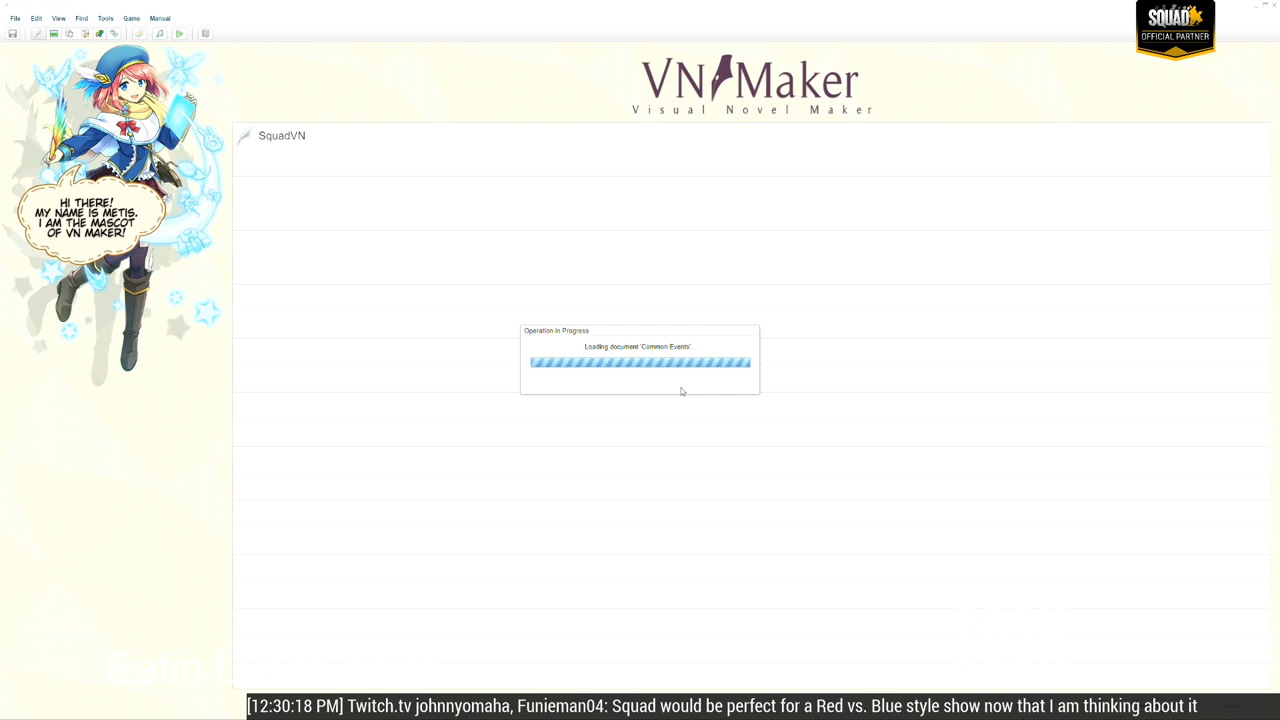 File Edit View Find Tools Game Manual
SQUAD
OFFICIAL PARTNER
VN Maker
Visual Novel Maker
SquadVN
HI THERE!
MY NAME IS METIS.
I AM THE MASCOT
OF VN MAKER!
Operation in Progress
Loading document 'Common Events'...
Eatin
[12:30:18 PM] Twitch.tv johnnyomaha, Funieman04: Squad would be perfect for a Red vs. Blue style show now that I am thinking about it